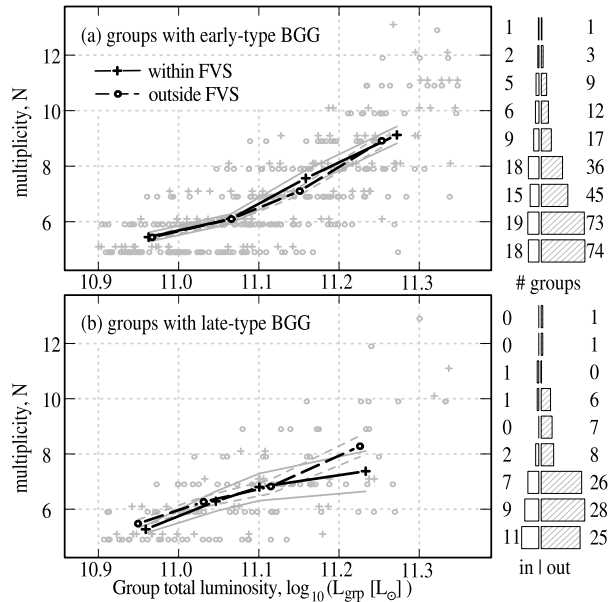 (a) groups with early-type BGG
within FVS
outside FVS
multiplicity, N
12
10
8
6
10.9 11.0 11.1 11.2 11.3
1 1
2 3
5 9
6 12
9 17
18 36
15 45
19 73
18 74
# groups
(b) groups with late-type BGG
multiplicity, N
12
10
8
6
10.9 11.0 11.1 11.2 11.3
Group total luminosity, log₁₀(L_grp [L_⊙])
0 1
0 1
1 0
1 6
0 7
2 8
7 26
9 28
11 25
in | out